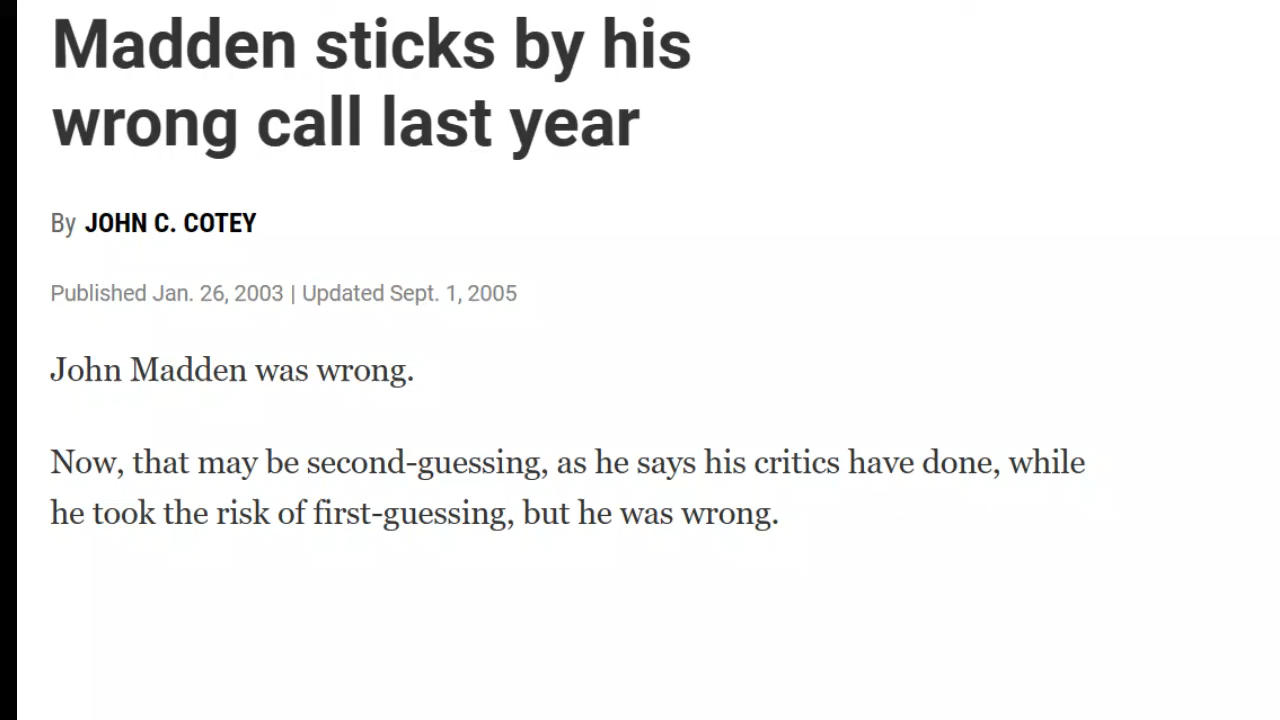 Madden sticks by his
wrong call last year
By JOHN C. COTEY
Published Jan. 26, 2003 | Updated Sept. 1, 2005
John Madden was wrong.
Now, that may be second-guessing, as he says his critics have done, while
he took the risk of first-guessing, but he was wrong.